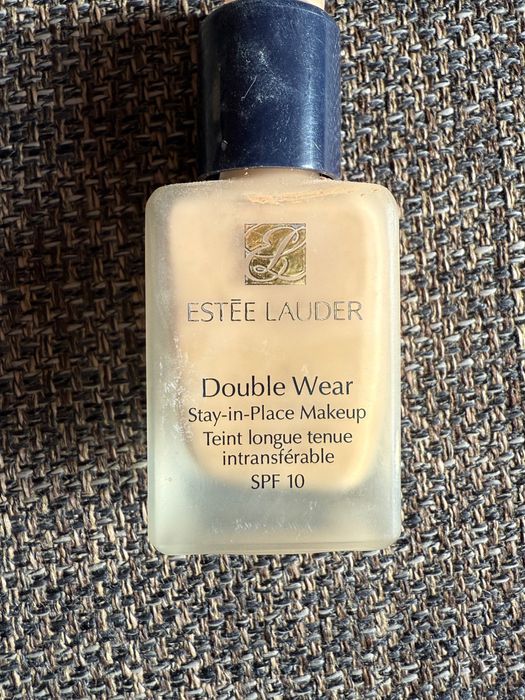 ESTĒE LAUDER
Double Wear
Stay-in-Place Makeup
Teint longue tenue
intransférable
SPF 10